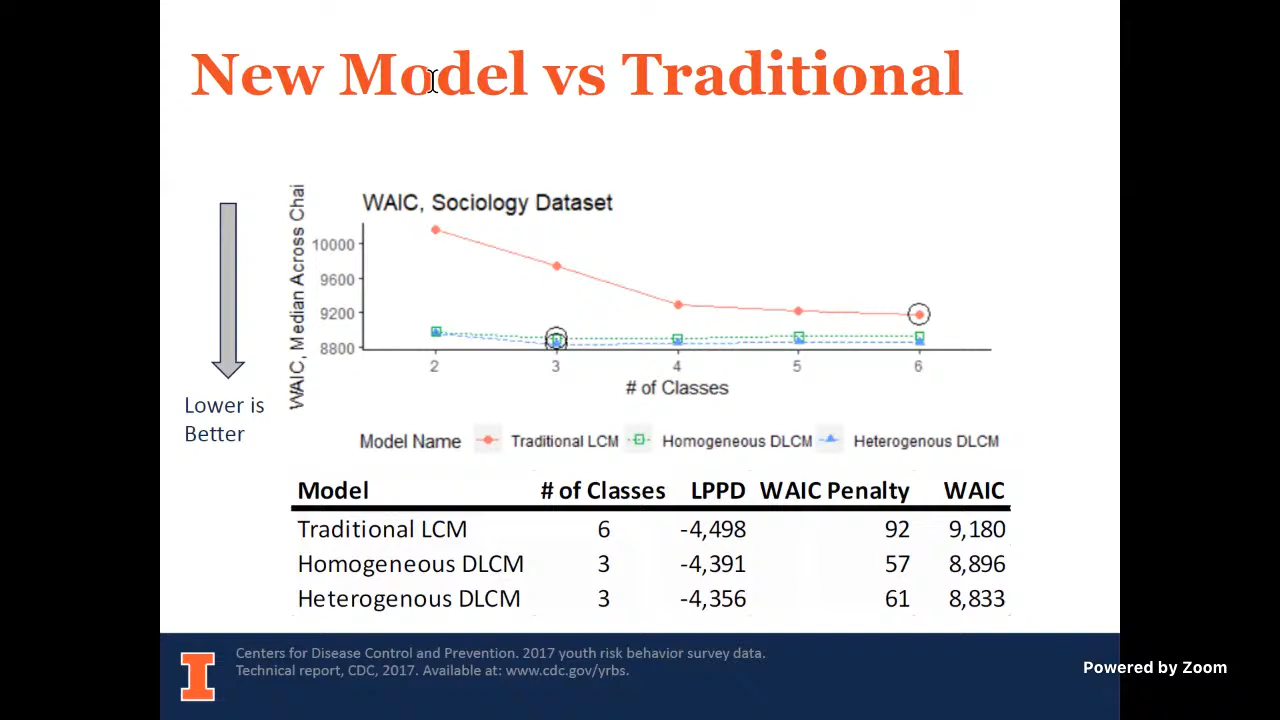 New Model vs Traditional
WAIC, Sociology Dataset
WAIC, Median Across Chai
10000
9600
9200
8800
2 3 4 5 6
# of Classes
Lower is
Better
Model Name Traditional LCM Homogeneous DLCM Heterogenous DLCM
Model # of Classes LPPD WAIC Penalty WAIC
Traditional LCM 6 -4,498 92 9,180
Homogeneous DLCM 3 -4,391 57 8,896
Heterogenous DLCM 3 -4,356 61 8,833
Centers for Disease Control and Prevention. 2017 youth risk behavior survey data.
Technical report, CDC, 2017. Available at: www.cdc.gov/yrbs.
Powered by Zoom